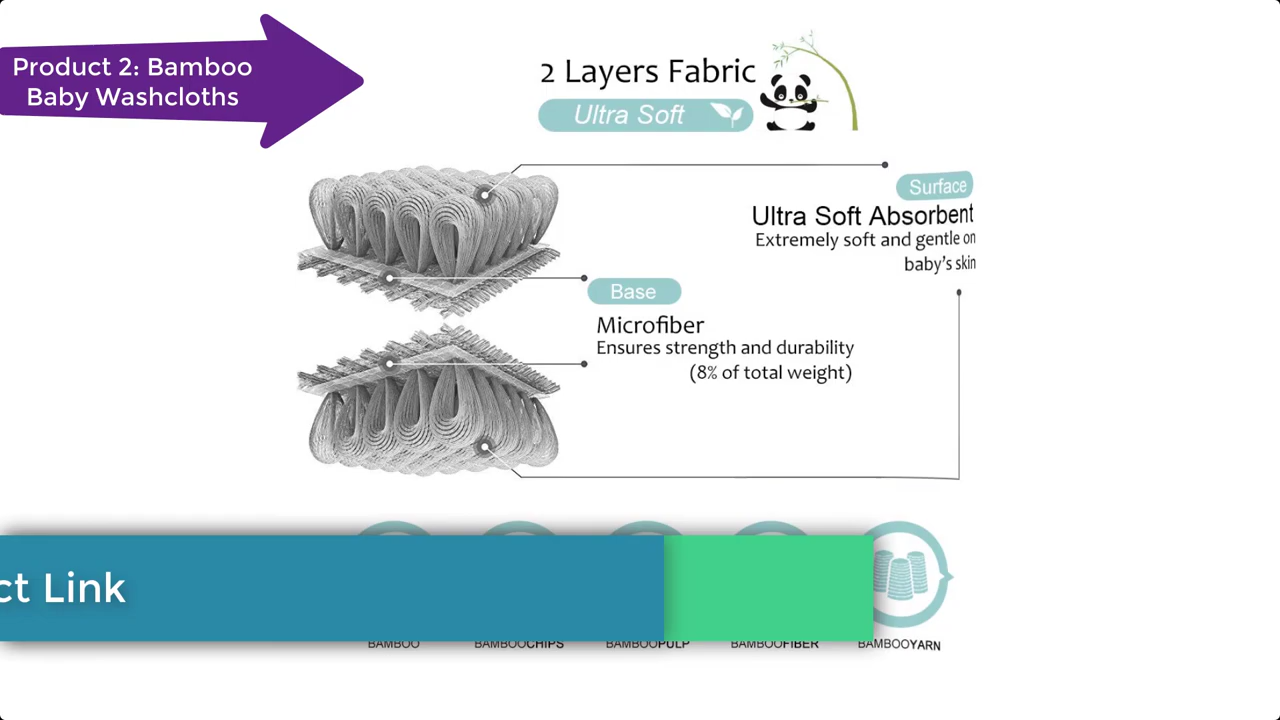 Product 2: Bamboo
Baby Washcloths
2 Layers Fabric
Ultra Soft
Surface
Ultra Soft Absorbent
Extremely soft and gentle on
baby's skin
Base
Microfiber
Ensures strength and durability
(8% of total weight)
ct Link
BAMBOO
BAMBOOCHIPS
BAMBOOPULP
BAMBOOFIBER
BAMBOOYARN